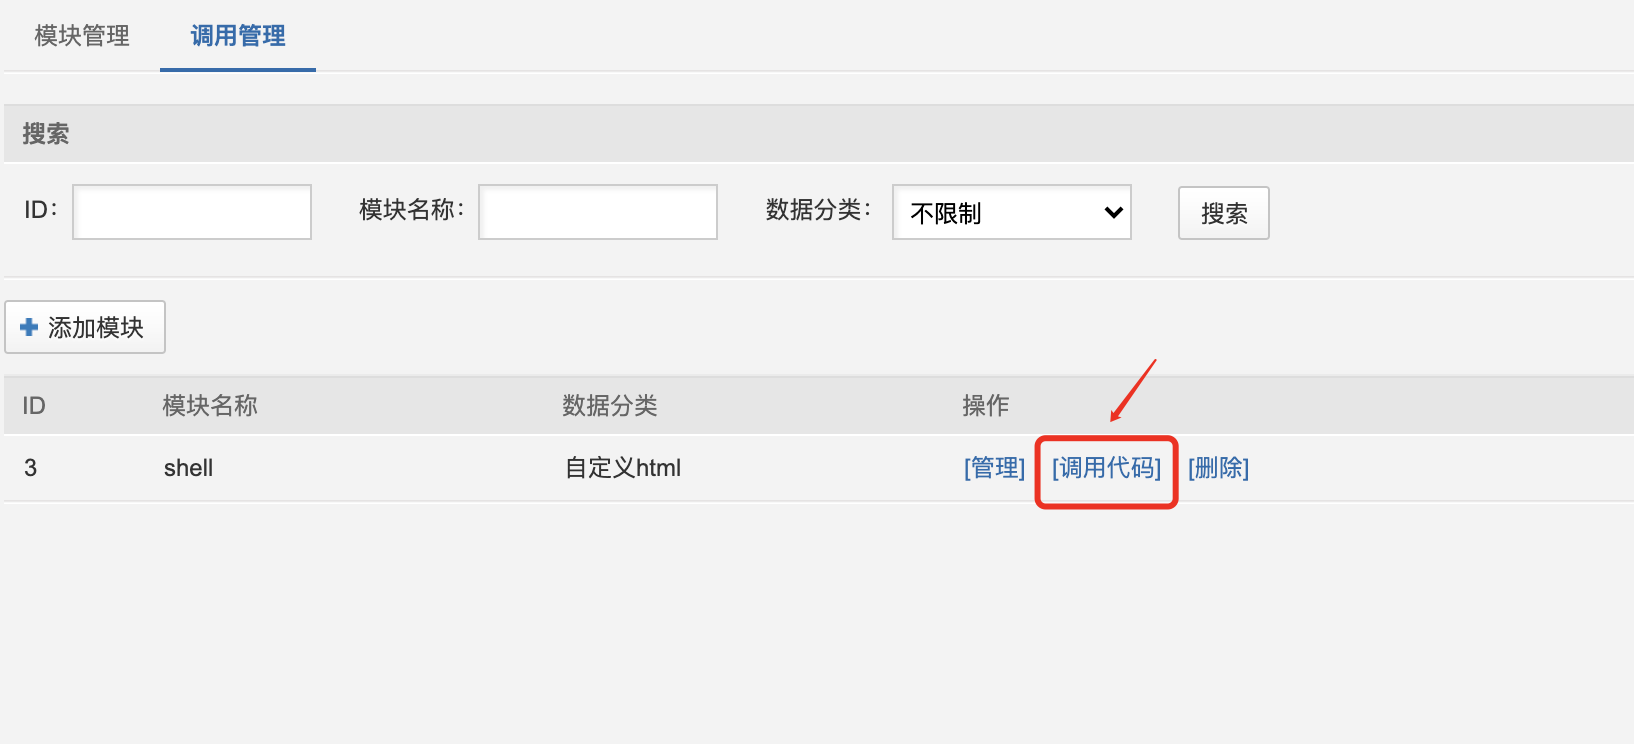 模块管理 调用管理
搜索
ID: 模块名称: 数据分类: 不限制 搜索
添加模块
ID 模块名称 数据分类 操作
3 shell 自定义html [管理] [调用代码] [删除]